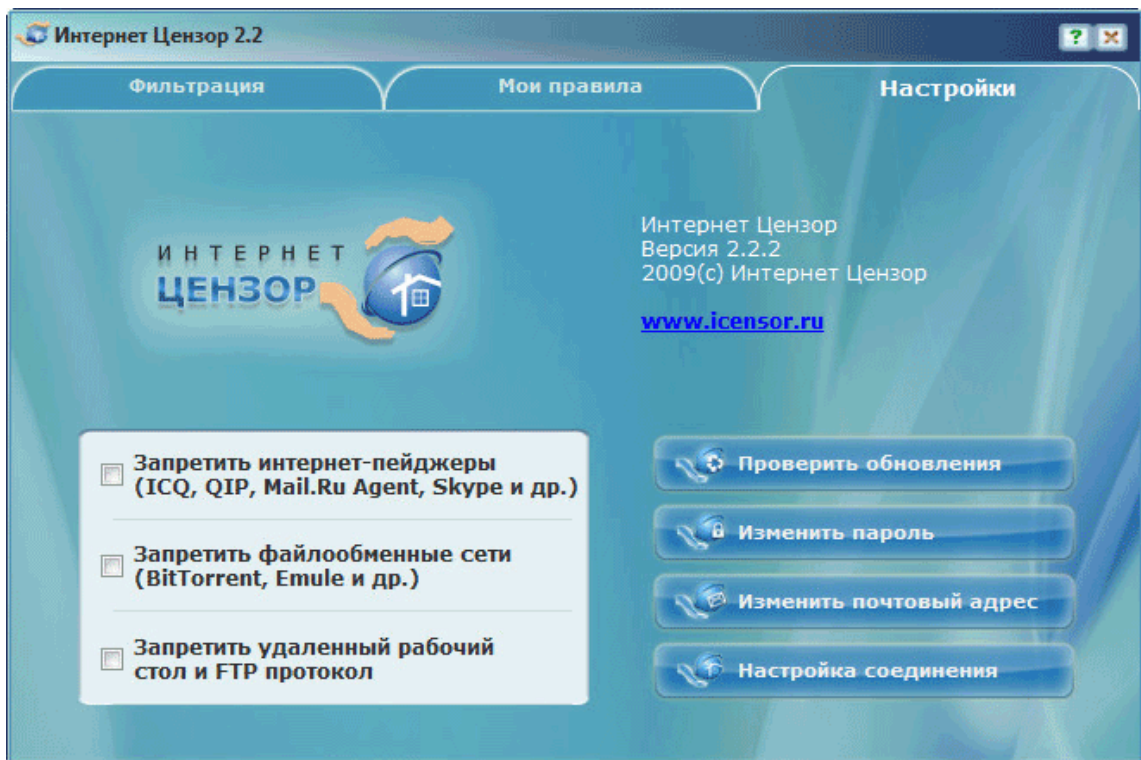 Интернет Цензор 2.2
?
Фильтрация
Мои правила
Настройки
ИНТЕРНЕТ
ЦЕНЗОР
Интернет Цензор
Версия 2.2.2
2009(c) Интернет Цензор
www.icensor.ru
Запретить интернет-пейджеры
(ICQ, QIP, Mail.Ru Agent, Skype и др.)
Запретить файлообменные сети
(BitTorrent, Emule и др.)
Запретить удаленный рабочий
стол и FTP протокол
Проверить обновления
Изменить пароль
Изменить почтовый адрес
Настройка соединения